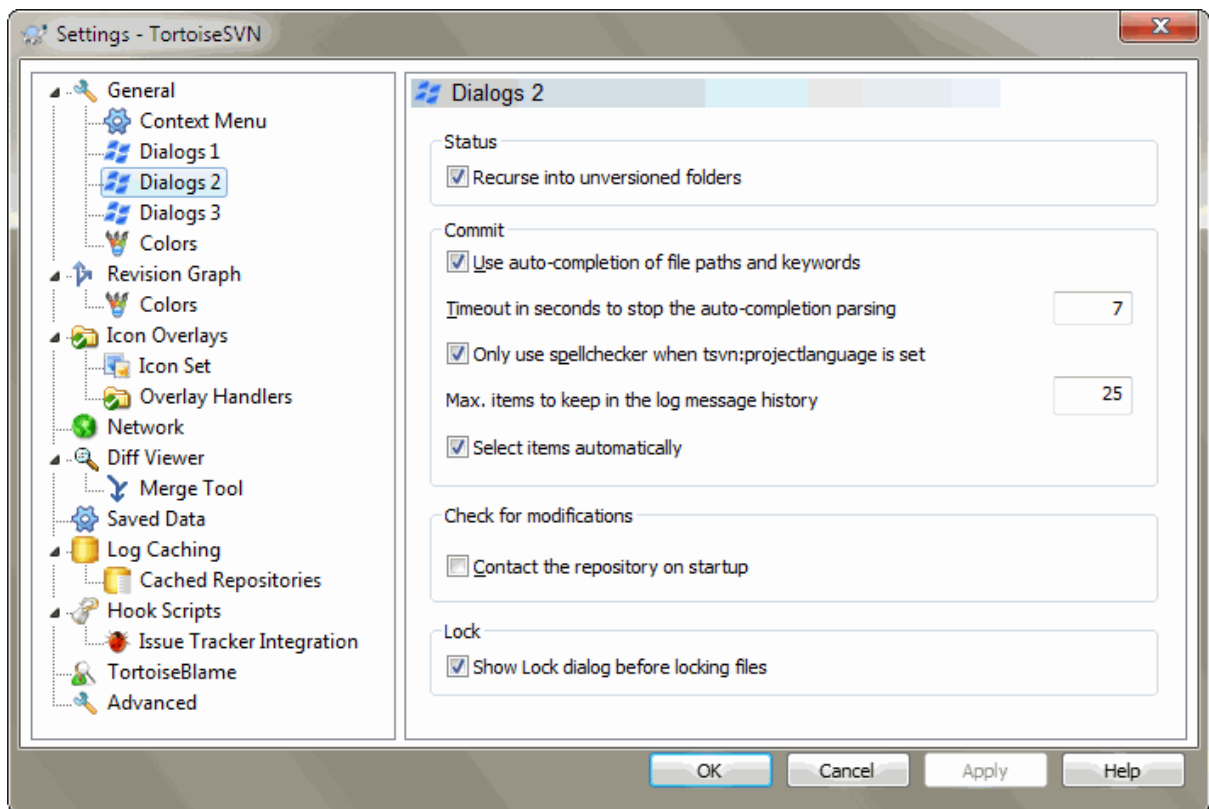 Settings - TortoiseSVN
General
Context Menu
Dialogs 1
Dialogs 2
Dialogs 3
Colors
Revision Graph
Colors
Icon Overlays
Icon Set
Overlay Handlers
Network
Diff Viewer
Merge Tool
Saved Data
Log Caching
Cached Repositories
Hook Scripts
Issue Tracker Integration
TortoiseBlame
Advanced
Dialogs 2
Status
Recurse into unversioned folders
Commit
Use auto-completion of file paths and keywords
Timeout in seconds to stop the auto-completion parsing 7
Only use spellchecker when tsvn:projectlanguage is set
Max. items to keep in the log message history 25
Select items automatically
Check for modifications
Contact the repository on startup
Lock
Show Lock dialog before locking files
OK Cancel Apply Help